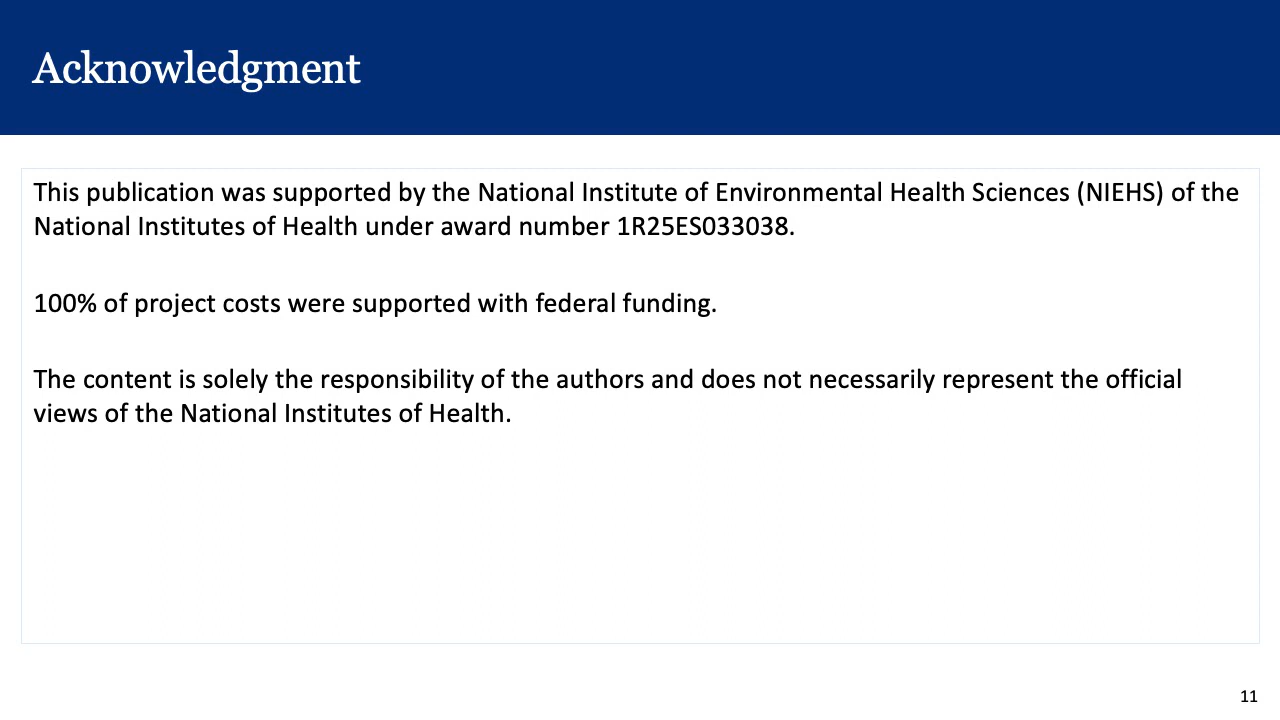 Acknowledgment
This publication was supported by the National Institute of Environmental Health Sciences (NIEHS) of the
National Institutes of Health under award number 1R25ES033038.
100% of project costs were supported with federal funding.
The content is solely the responsibility of the authors and does not necessarily represent the official
views of the National Institutes of Health.
11